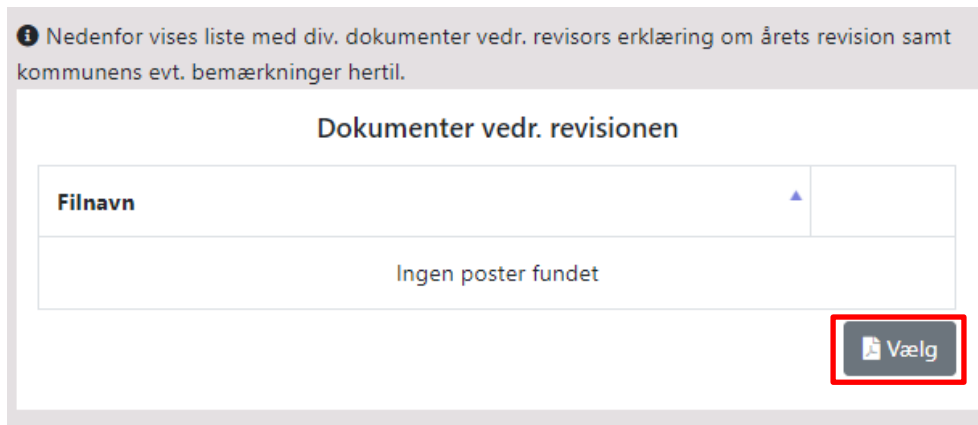 Nedenfor vises liste med div. dokumenter vedr. revisors erklæring om årets revision samt
kommunens evt. bemærkninger hertil.
Dokumenter vedr. revisionen
Filnavn
Ingen poster fundet
Vælg